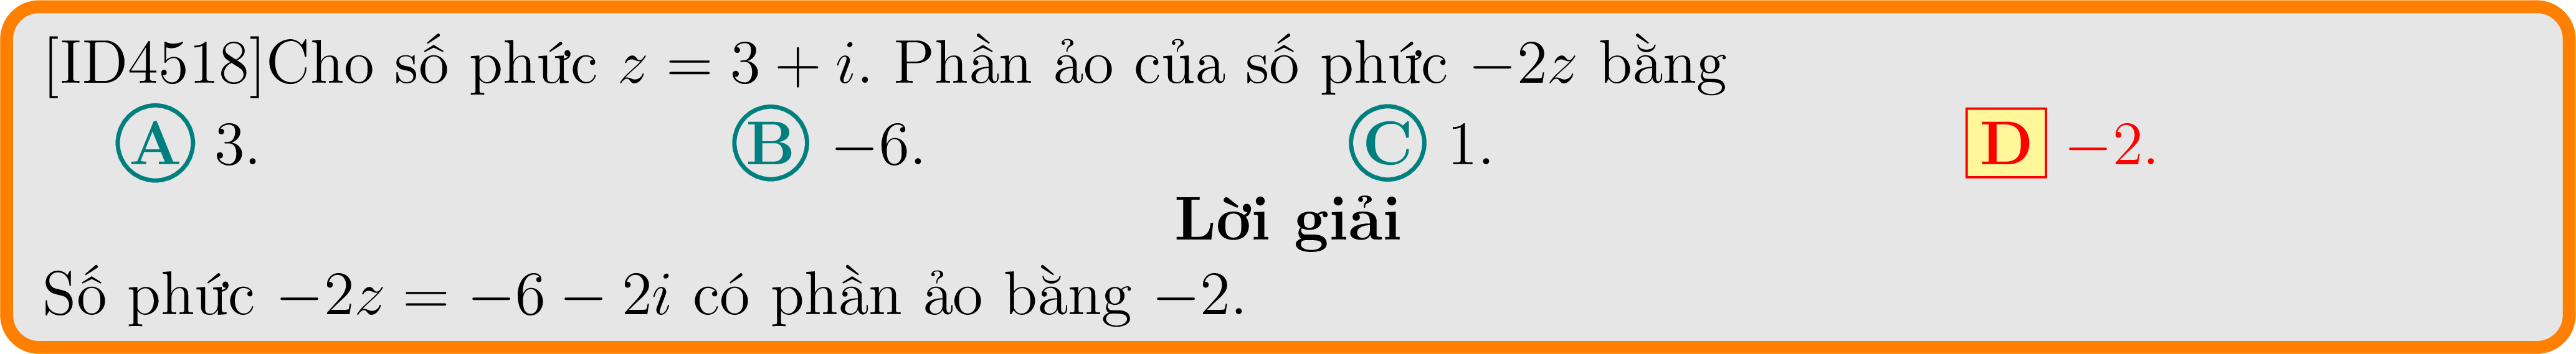 [ID4518]Cho số phức z = 3 + i. Phần ảo của số phức −2z bằng
A 3. B −6. C 1. D −2.
Lời giải
Số phức −2z = −6 − 2i có phần ảo bằng −2.